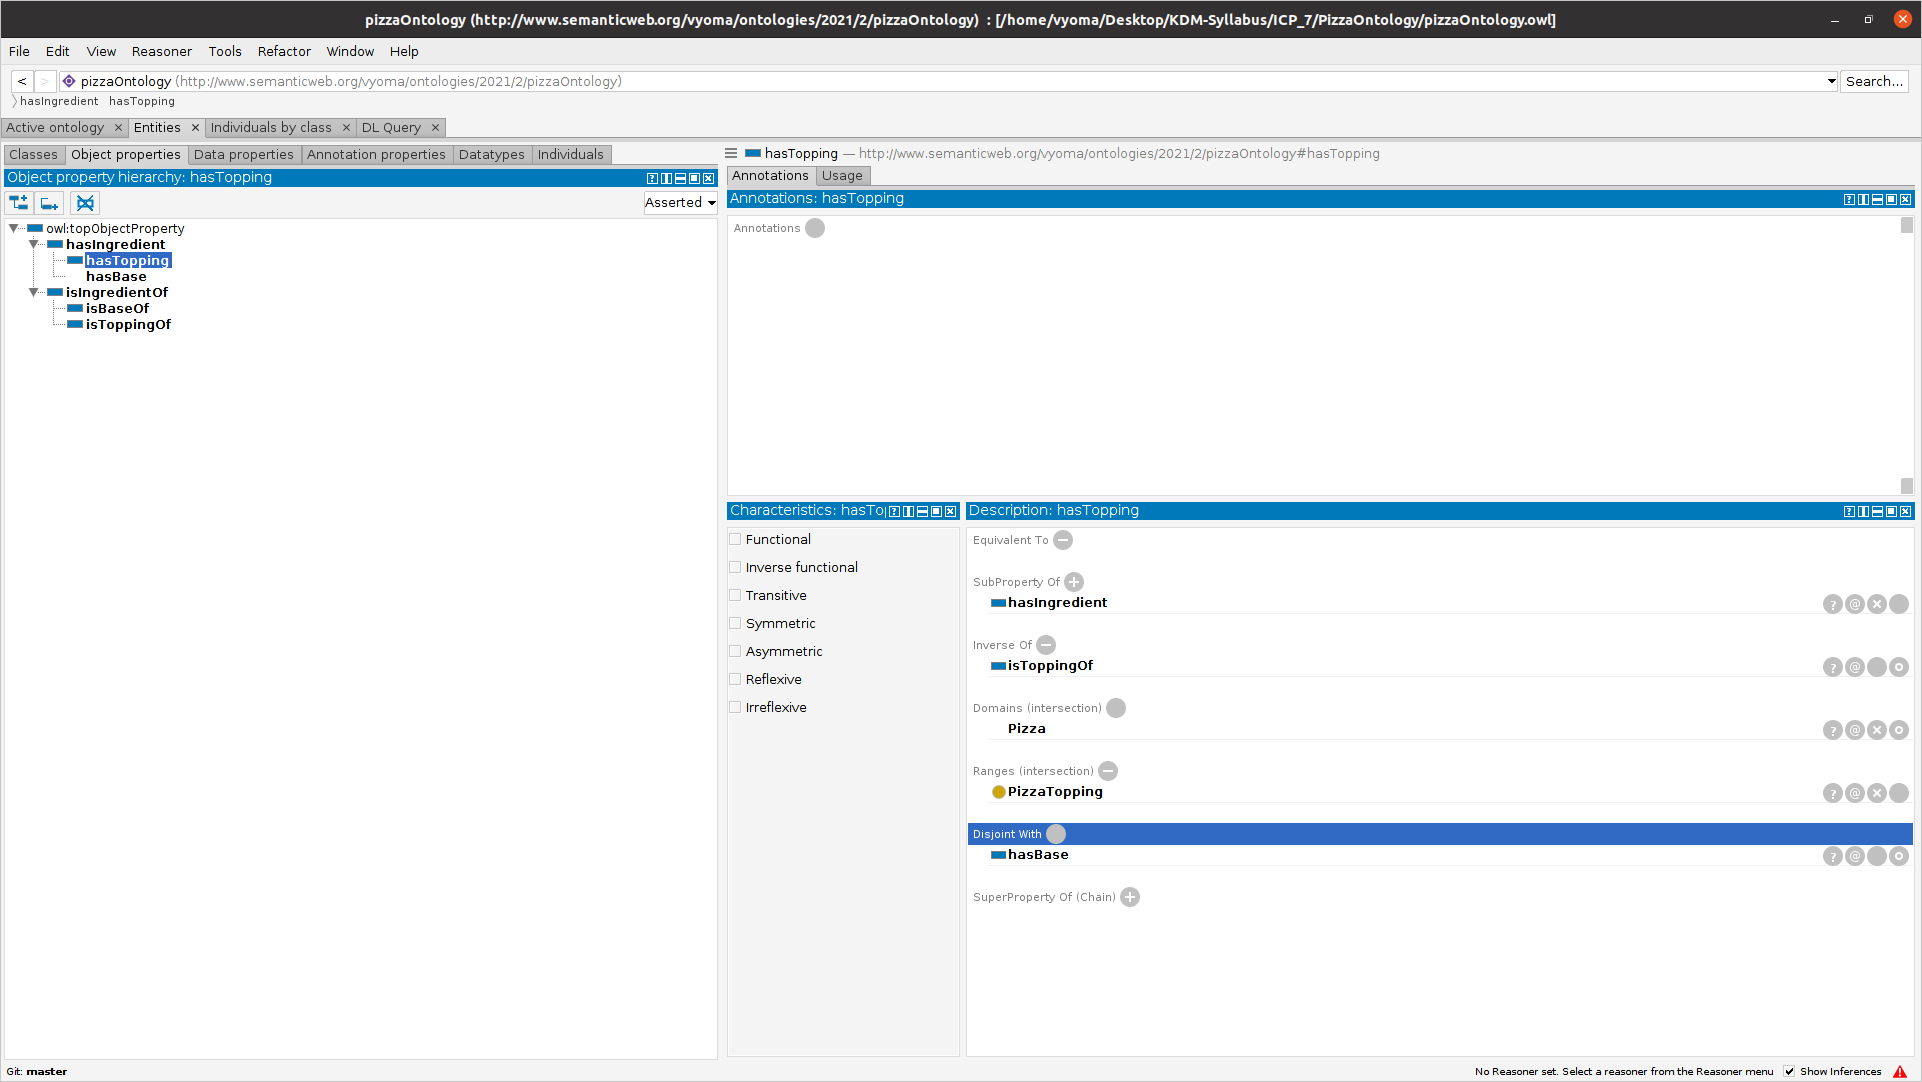 pizzaOntology (http://www.semanticweb.org/vyoma/ontologies/2021/2/pizzaOntology) : [/home/vyoma/Desktop/KDM-Syllabus/ICP_7/PizzaOntology/pizzaOntology.owl]
File Edit View Reasoner Tools Refactor Window Help
< > pizzaOntology (http://www.semanticweb.org/vyoma/ontologies/2021/2/pizzaOntology) Search...
hasIngredient hasTopping
Active ontology × Entities × Individuals by class × DL Query ×
Classes Object properties Data properties Annotation properties Datatypes Individuals
Object property hierarchy: hasTopping
Asserted
owl:topObjectProperty
hasIngredient
hasTopping
hasBase
isIngredientOf
isBaseOf
isToppingOf
hasTopping — http://www.semanticweb.org/vyoma/ontologies/2021/2/pizzaOntology#hasTopping
Annotations Usage
Annotations: hasTopping
Annotations
Characteristics: hasTo
Functional
Inverse functional
Transitive
Symmetric
Asymmetric
Reflexive
Irreflexive
Description: hasTopping
Equivalent To
SubProperty Of
hasIngredient
Inverse Of
isToppingOf
Domains (intersection)
Pizza
Ranges (intersection)
PizzaTopping
Disjoint With
hasBase
SuperProperty Of (Chain)
Git: master
No Reasoner set. Select a reasoner from the Reasoner menu Show Inferences